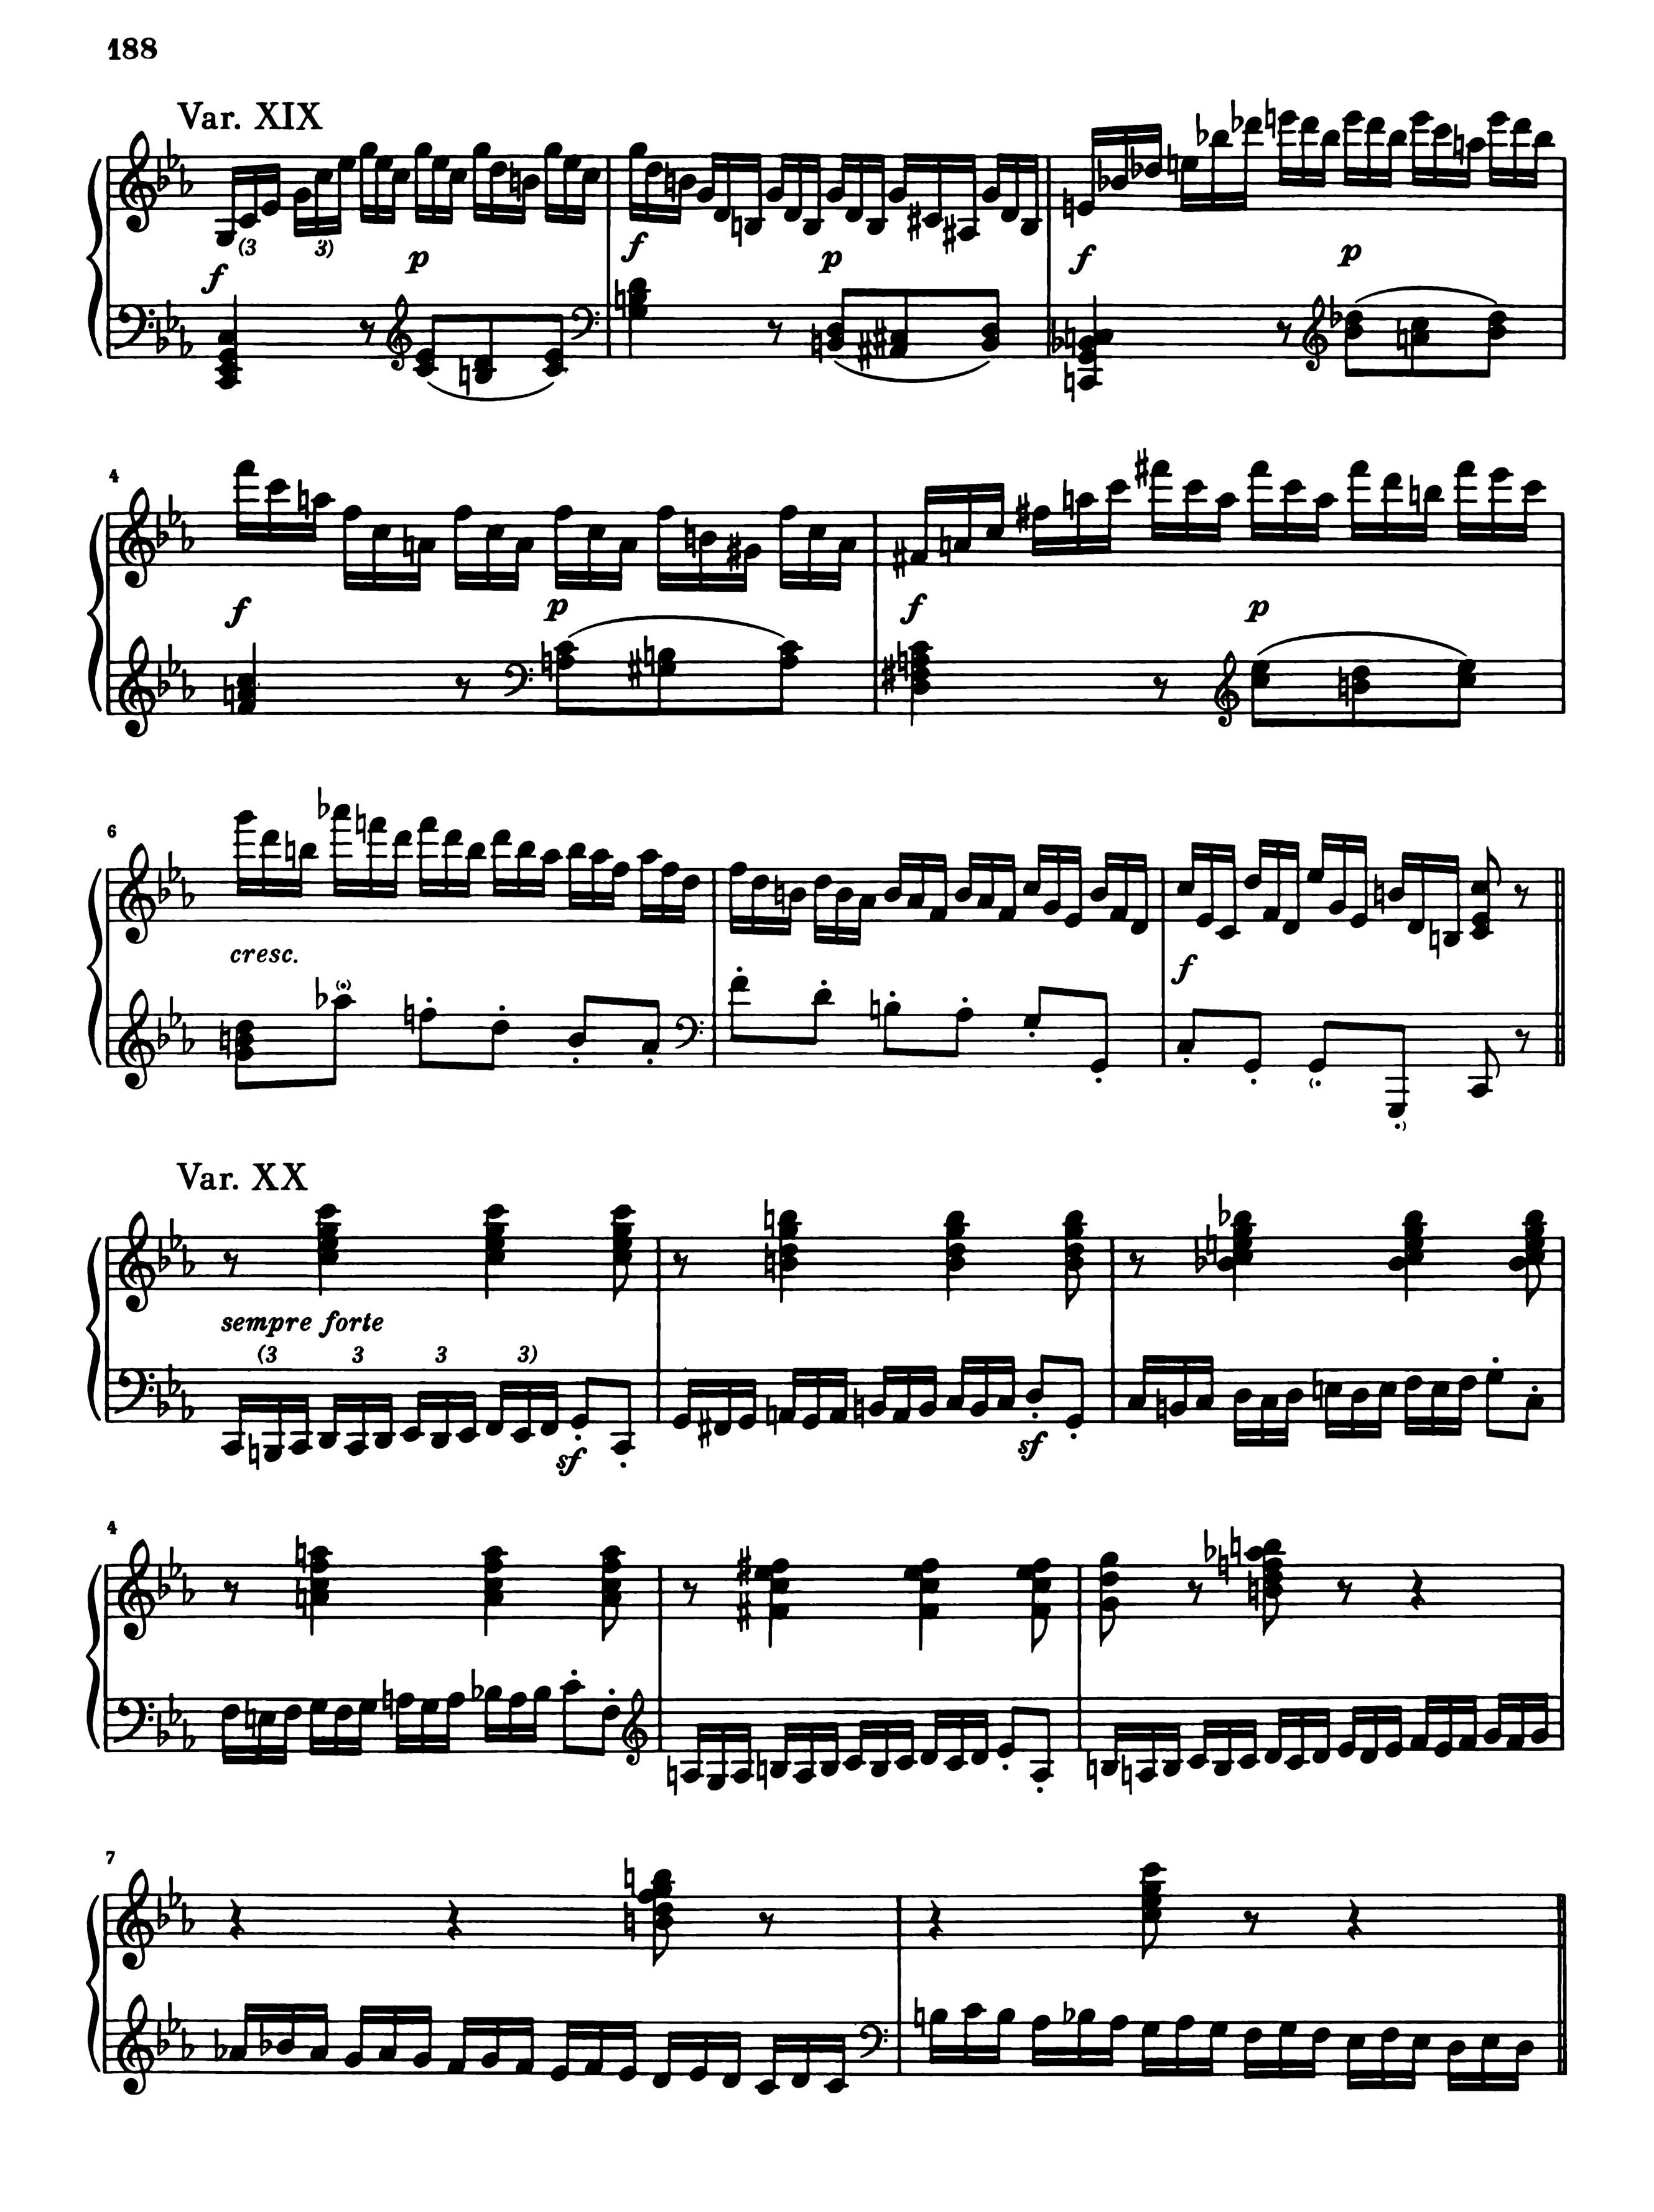 188
Var. XIX
(3 3)
f p f p f p
4
f p f p
6
cresc. f
Var. XX
sempre forte
(3 3 3 3)
sf sf
4
7